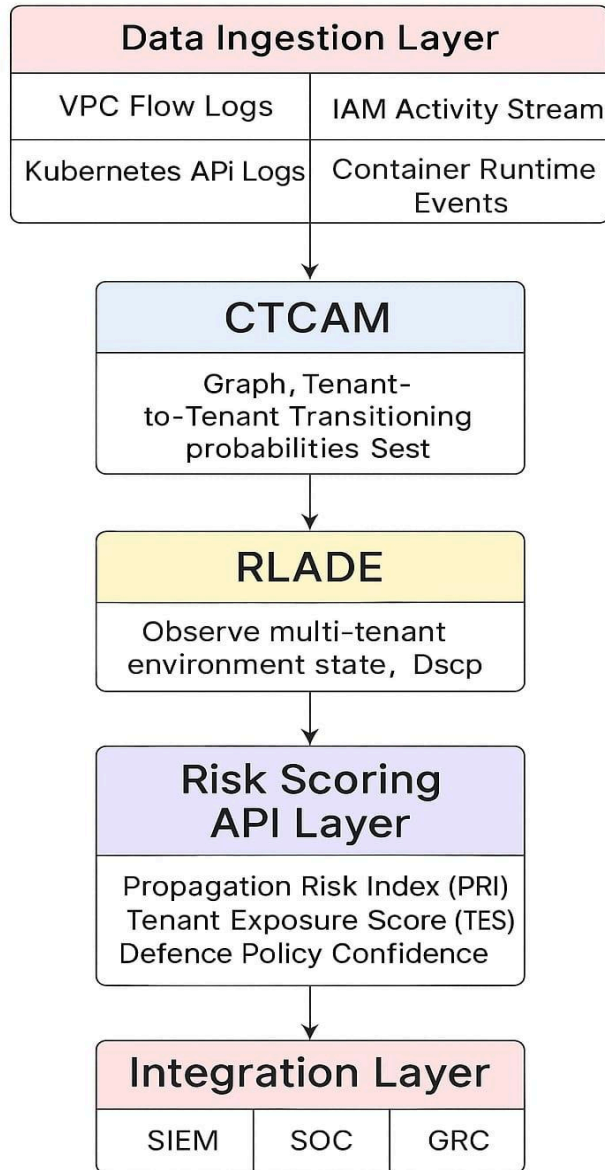 Data Ingestion Layer
VPC Flow Logs
IAM Activity Stream
Kubernetes APi Logs
Container Runtime
Events
CTCAM
Graph, Tenant-
to-Tenant Transitioning
probabilities Sest
RLADE
Observe multi-tenant
environment state, Dscp
Risk Scoring
API Layer
Propagation Risk Index (PRI)
Tenant Exposure Score (TES)
Defence Policy Confidence
Integration Layer
SIEM
SOC
GRC